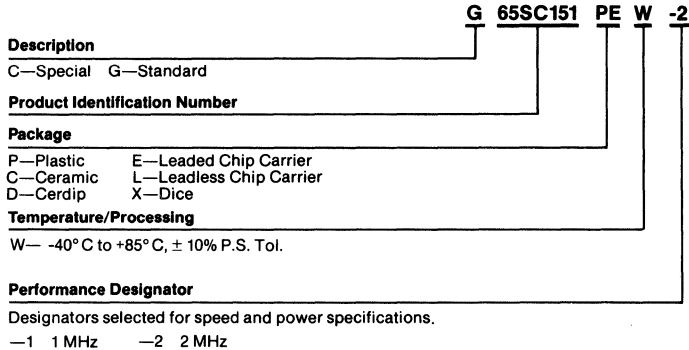 G 65SC151 PE W -2
Description
C—Special G—Standard
Product Identification Number
Package
P—Plastic E—Leaded Chip Carrier
C—Ceramic L—Leadless Chip Carrier
D—Cerdip X—Dice
Temperature/Processing
W— -40° C to +85° C, ± 10% P.S. Tol.
Performance Designator
Designators selected for speed and power specifications.
—1 1 MHz —2 2 MHz